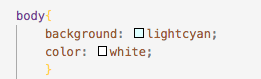 body{
background: lightcyan;
color: white;
}